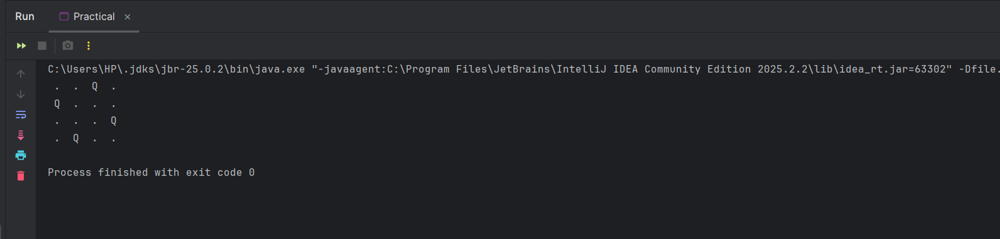 Run Practical ×
C:\Users\HP\.jdks\jbr-25.0.2\bin\java.exe "-javaagent:C:\Program Files\JetBrains\IntelliJ IDEA Community Edition 2025.2.2\lib\idea_rt.jar=63302" -Dfile.
. . Q .
Q . . .
. . . Q
. Q . .
Process finished with exit code 0